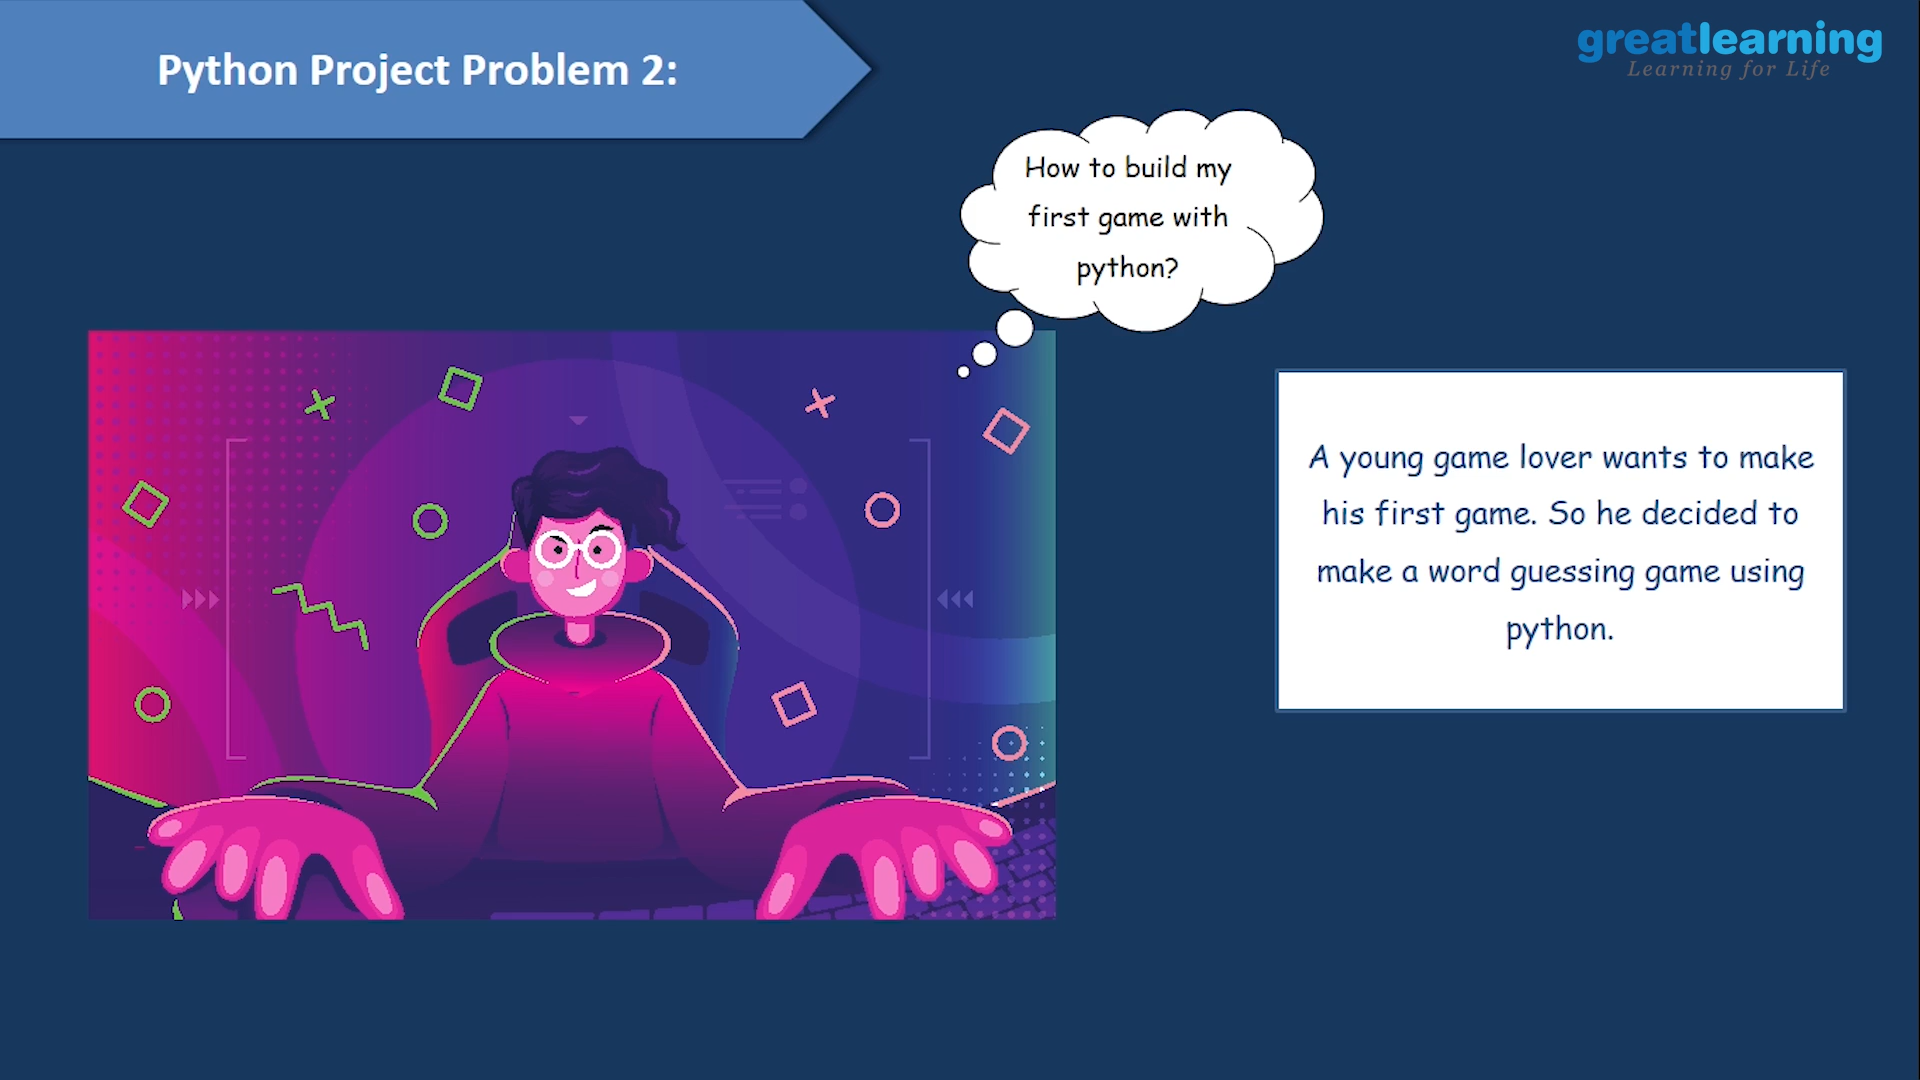 Python Project Problem 2:
greatlearning
Learning for Life
How to build my
first game with
python?
A young game lover wants to make
his first game. So he decided to
make a word guessing game using
python.